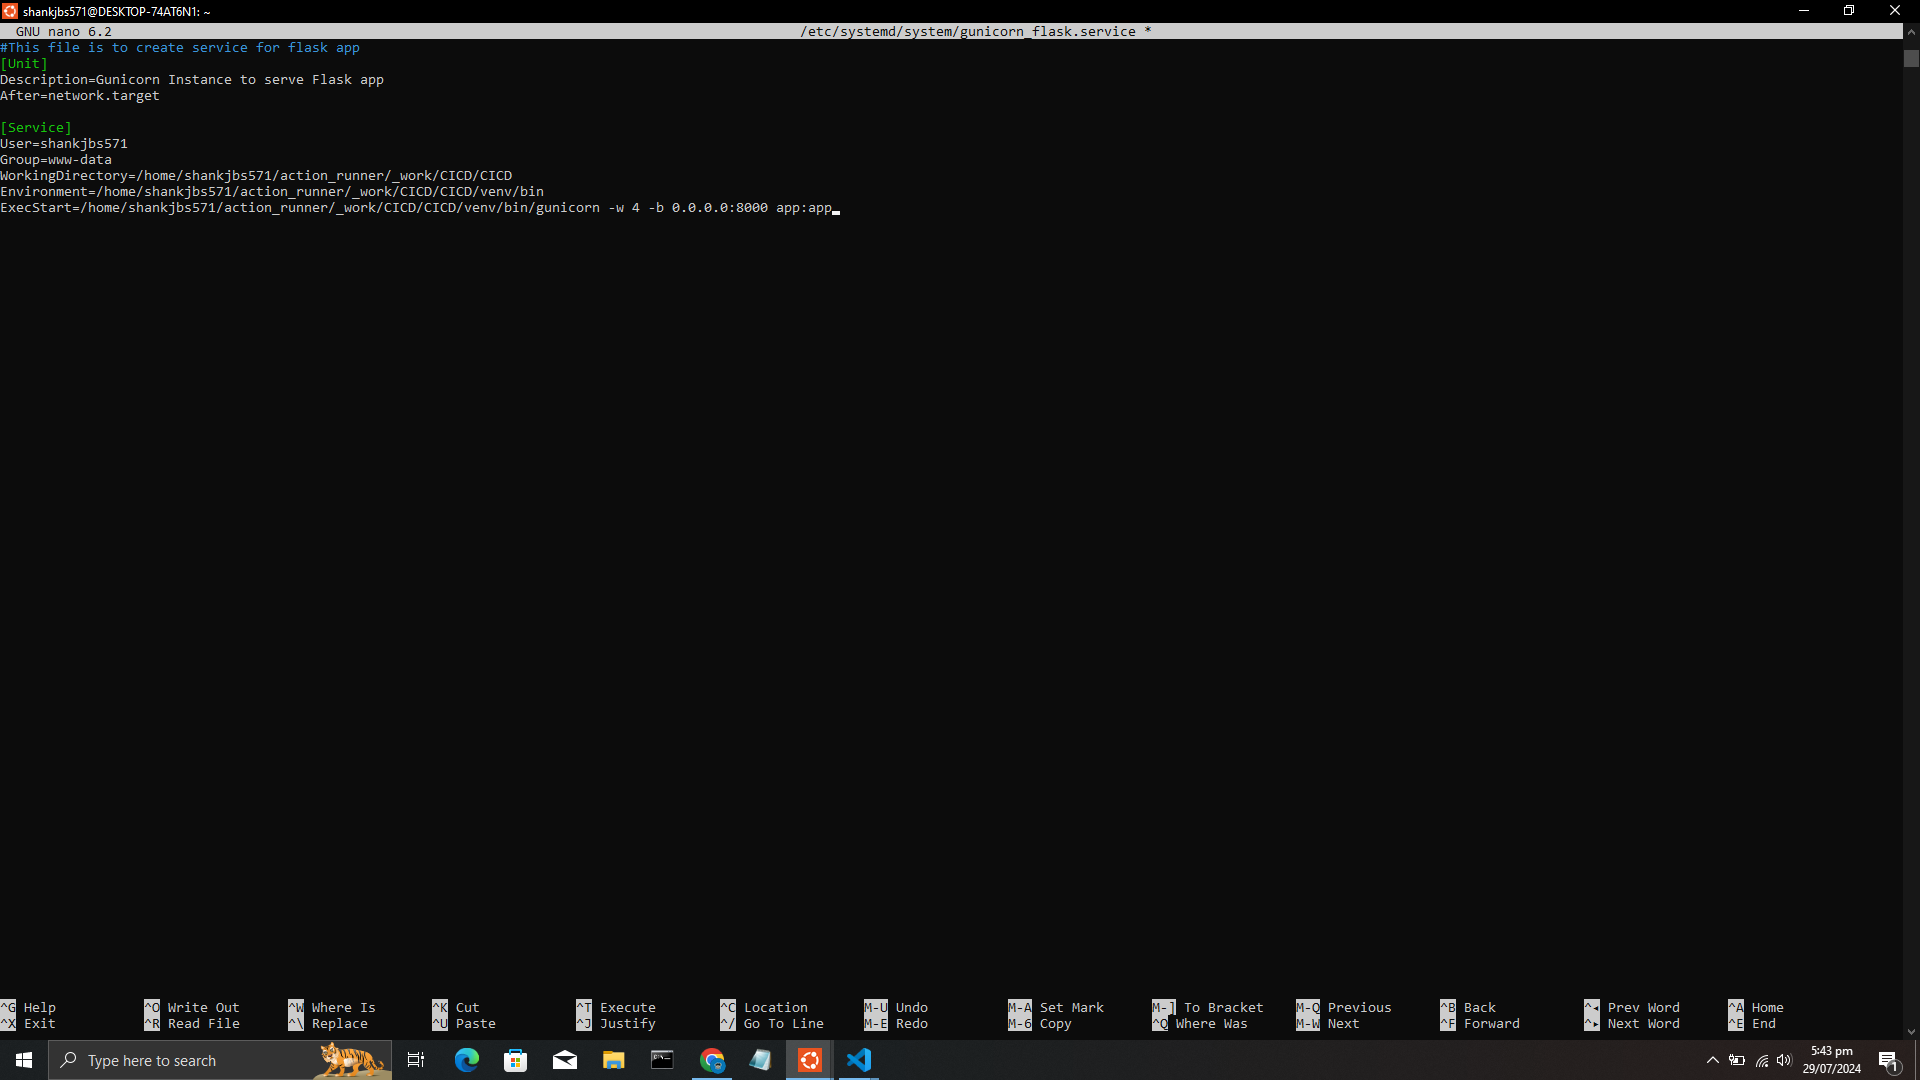 shankjbs571@DESKTOP-74AT6N1: ~
GNU nano 6.2 /etc/systemd/system/gunicorn_flask.service *
#This file is to create service for flask app
[Unit]
Description=Gunicorn Instance to serve Flask app
After=network.target
[Service]
User=shankjbs571
Group=www-data
WorkingDirectory=/home/shankjbs571/action_runner/_work/CICD/CICD
Environment=/home/shankjbs571/action_runner/_work/CICD/CICD/venv/bin
ExecStart=/home/shankjbs571/action_runner/_work/CICD/CICD/venv/bin/gunicorn -w 4 -b 0.0.0.0:8000 app:app
^G Help ^O Write Out ^W Where Is ^K Cut ^T Execute ^C Location M-U Undo M-A Set Mark M-] To Bracket M-Q Previous ^B Back ^◂ Prev Word ^A Home
^X Exit ^R Read File ^\ Replace ^U Paste ^J Justify ^/ Go To Line M-E Redo M-6 Copy ^Q Where Was M-W Next ^F Forward ^▸ Next Word ^E End
Type here to search
5:43 pm
29/07/2024
1